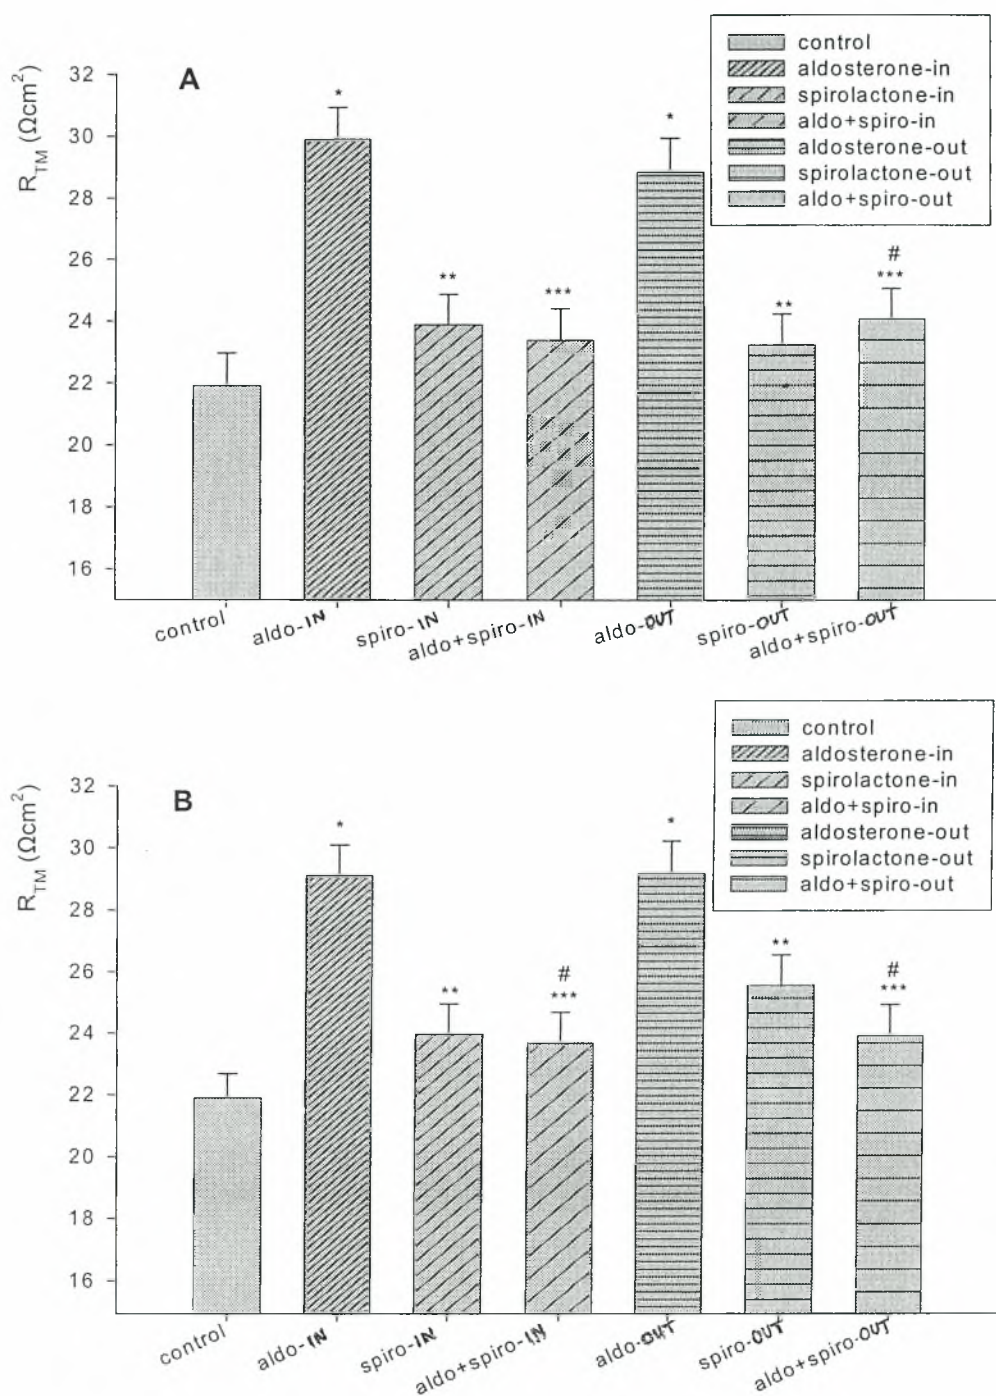 control
aldosterone-in
spirolactone-in
aldo+spiro-in
aldosterone-out
spirolactone-out
aldo+spiro-out
A
R_TM (Ωcm²)
32
30
28
26
24
22
20
18
16
*
**
***
*
**
#
***
control
aldo-IN
spiro-IN
aldo+spiro-IN
aldo-OUT
spiro-OUT
aldo+spiro-OUT
control
aldosterone-in
spirolactone-in
aldo+spiro-in
aldosterone-out
spirolactone-out
aldo+spiro-out
B
R_TM (Ωcm²)
32
30
28
26
24
22
20
18
16
*
**
#
***
*
**
#
***
control
aldo-IN
spiro-IN
aldo+spiro-IN
aldo-OUT
spiro-OUT
aldo+spiro-OUT